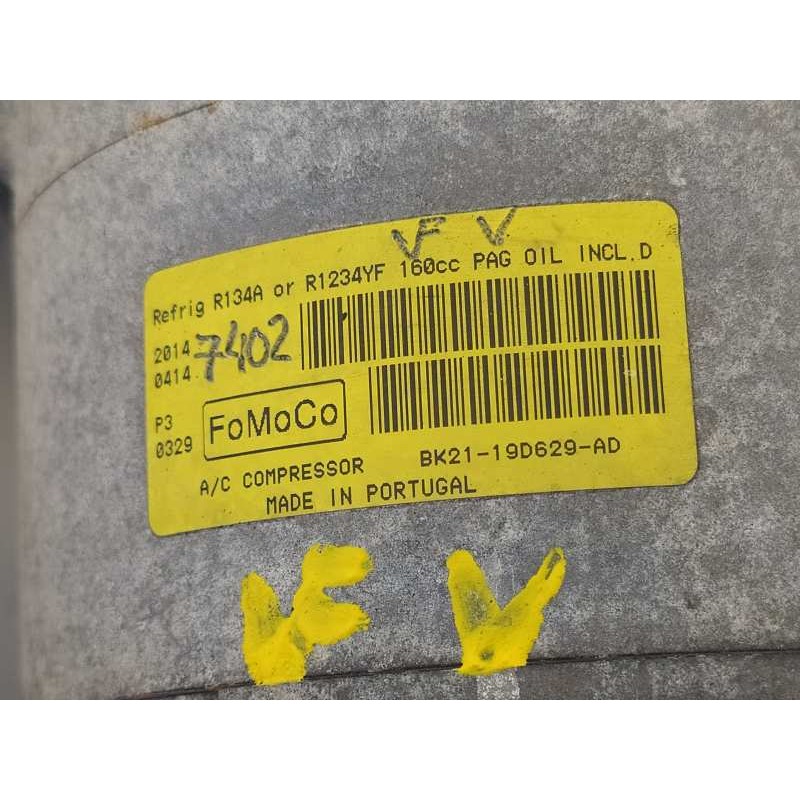 VF V
Refrig R134A or R1234YF 160cc PAG OIL INCL.D
2014 7402
0414
P3
0329 FoMoCo
A/C COMPRESSOR BK21-19D629-AD
MADE IN PORTUGAL
VF V